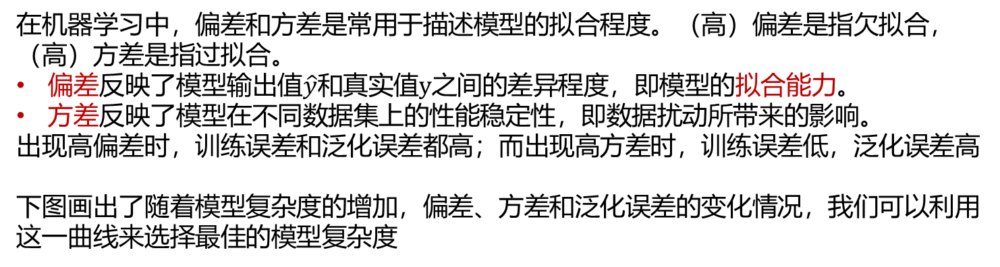 在机器学习中，偏差和方差是常用于描述模型的拟合程度。（高）偏差是指欠拟合，
（高）方差是指过拟合。
• 偏差反映了模型输出值ŷ和真实值y之间的差异程度，即模型的拟合能力。
• 方差反映了模型在不同数据集上的性能稳定性，即数据扰动所带来的影响。
出现高偏差时，训练误差和泛化误差都高；而出现高方差时，训练误差低，泛化误差高
下图画出了随着模型复杂度的增加，偏差、方差和泛化误差的变化情况，我们可以利用
这一曲线来选择最佳的模型复杂度